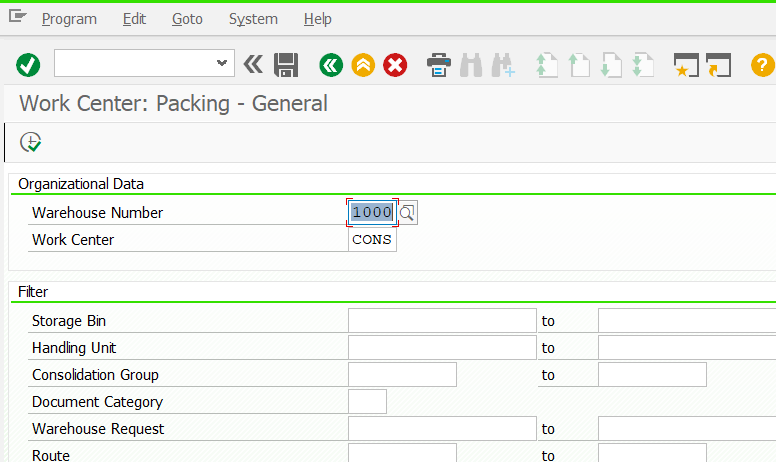 Program Edit Goto System Help
Work Center: Packing - General
Organizational Data
Warehouse Number 1000
Work Center CONS
Filter
Storage Bin to
Handling Unit to
Consolidation Group to
Document Category
Warehouse Request to
Route to